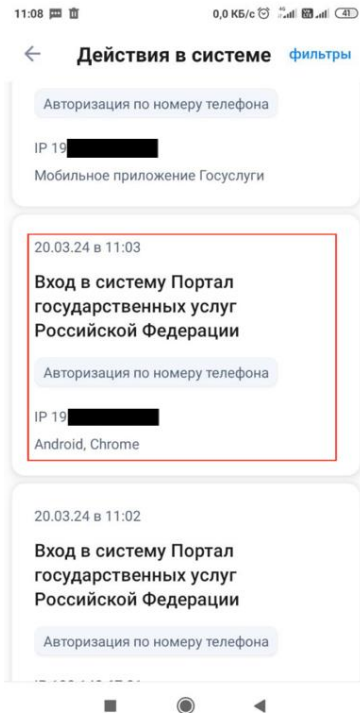 11:08 0,0 КБ/с 41
Действия в системе фильтры
Авторизация по номеру телефона
IP 19
Мобильное приложение Госуслуги
20.03.24 в 11:03
Вход в систему Портал
государственных услуг
Российской Федерации
Авторизация по номеру телефона
IP 19
Android, Chrome
20.03.24 в 11:02
Вход в систему Портал
государственных услуг
Российской Федерации
Авторизация по номеру телефона